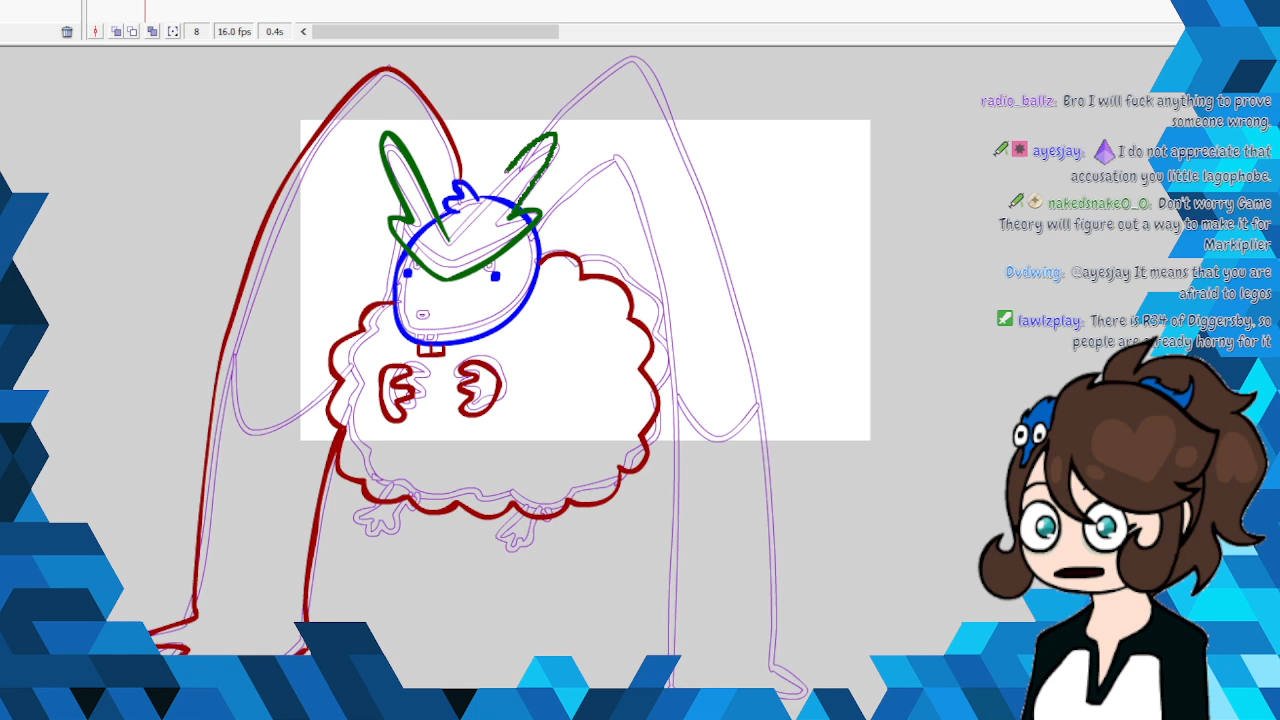 8 16.0 fps 0.4s
radio_ballz: Bro I will fuck anything to prove
someone wrong.
ayesjay: I do not appreciate that
accusation you little lagophobe.
nakedsnake0_0: Don't worry Game
Theory will figure out a way to make it for
Markiplier
Dvdwing: @ayesjay It means that you are
afraid to legos
lawlzplay: There is R34 of Diggersby, so
people are already horny for it